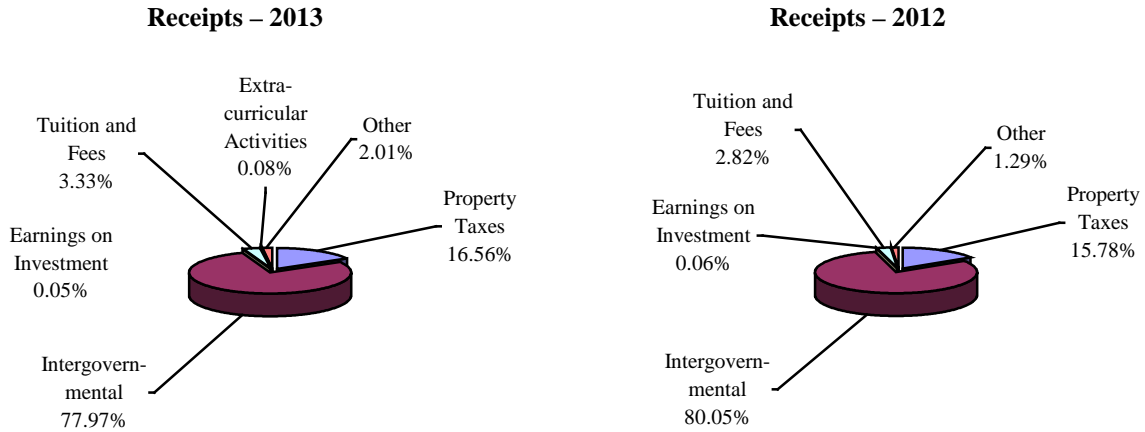 Receipts – 2013
Extra-
curricular
Activities
0.08%
Tuition and
Fees
3.33%
Other
2.01%
Property
Taxes
16.56%
Earnings on
Investment
0.05%
Intergovern-
mental
77.97%
Receipts – 2012
Tuition and
Fees
2.82%
Other
1.29%
Property
Taxes
15.78%
Earnings on
Investment
0.06%
Intergovern-
mental
80.05%